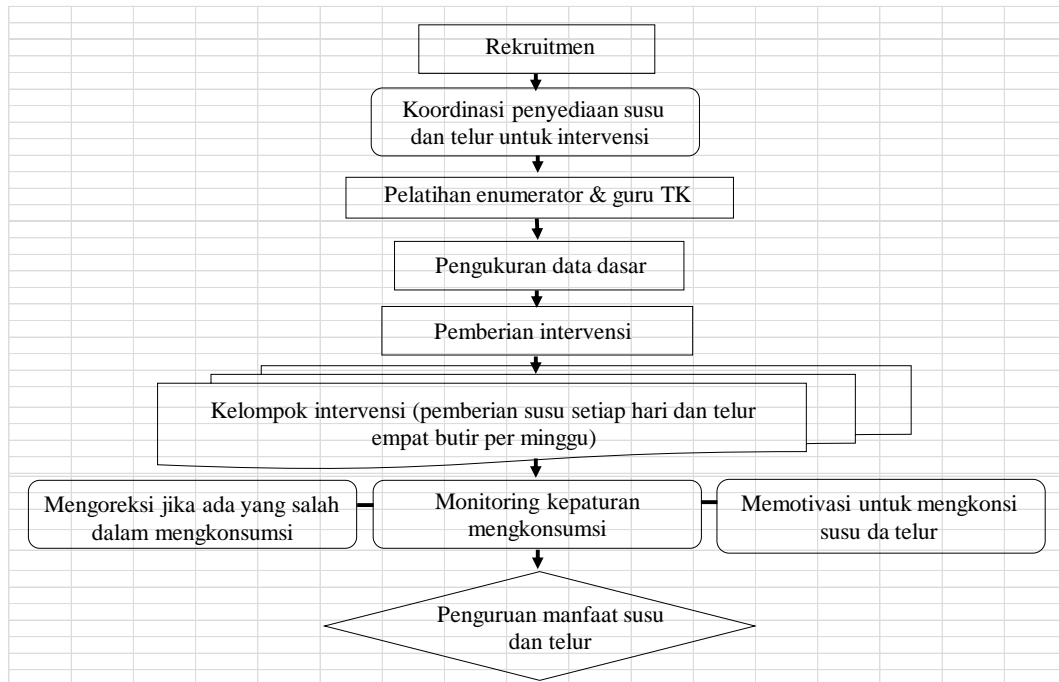 Rekruitmen
Koordinasi penyediaan susu
dan telur untuk intervensi
Pelatihan enumerator & guru TK
Pengukuran data dasar
Pemberian intervensi
Kelompok intervensi (pemberian susu setiap hari dan telur
empat butir per minggu)
Mengoreksi jika ada yang salah
dalam mengkonsumsi
Monitoring kepaturan
mengkonsumsi
Memotivasi untuk mengkonsi
susu da telur
Penguruan manfaat susu
dan telur